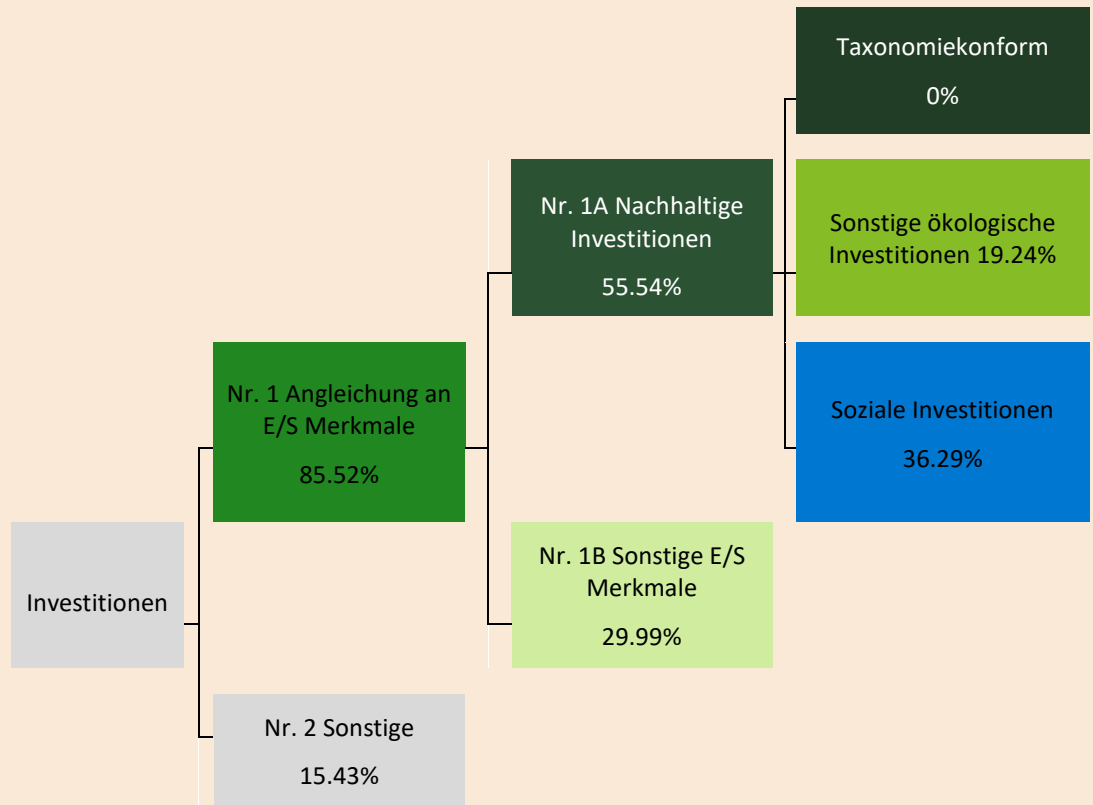 Taxonomiekonform
0%
Nr. 1A Nachhaltige
Investitionen
55.54%
Sonstige ökologische
Investitionen 19.24%
Nr. 1 Angleichung an
E/S Merkmale
85.52%
Soziale Investitionen
36.29%
Investitionen
Nr. 1B Sonstige E/S
Merkmale
29.99%
Nr. 2 Sonstige
15.43%